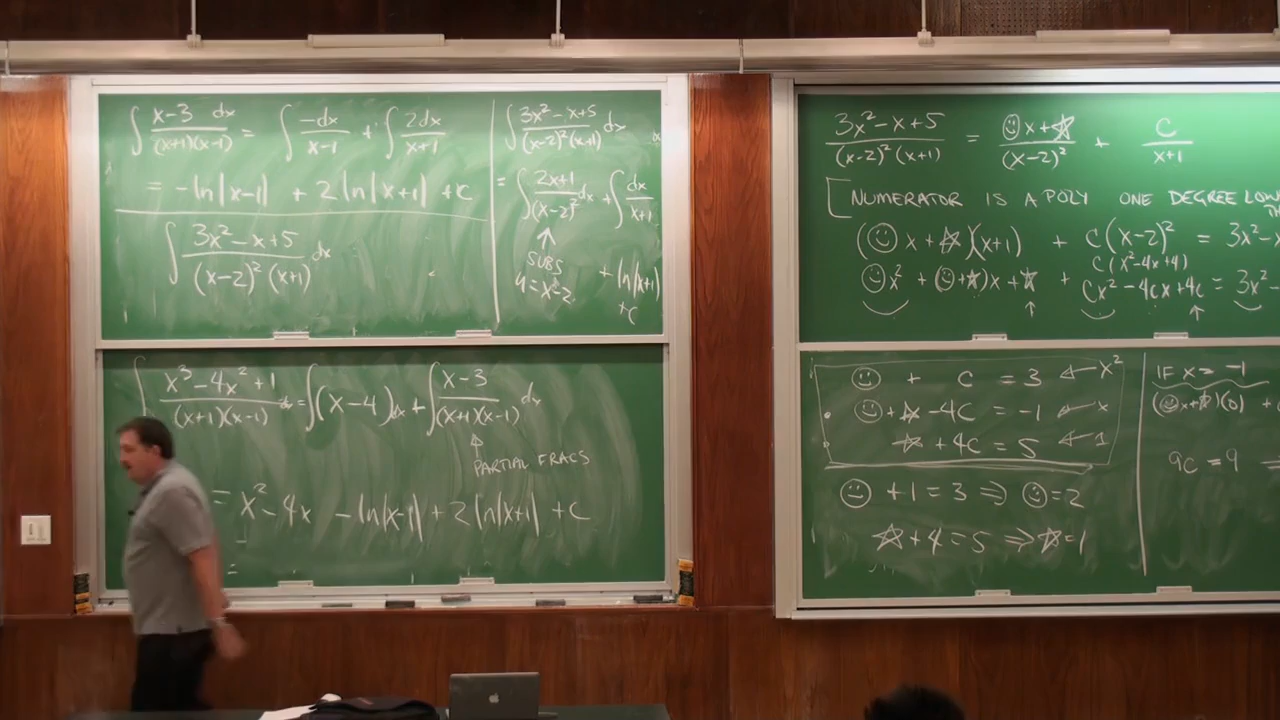 ∫ x-3 dx / (x+1)(x-1) = ∫ -dx / x-1 + ∫ 2dx / x+1
= -ln|x-1| + 2 ln|x+1| + c
∫ 3x²-x+5 / (x-2)² (x+1) dx
∫ 3x²-x+5 / (x-2)²(x+1) dx
= ∫ 2x+1 / (x-2)² dx + ∫ dx / x+1
↑
SUBS
u=x-2
+ ln|x+1|
+C
∫ x³-4x²+1 / (x+1)(x-1) dx = ∫(x-4)dx + ∫ x-3 / (x+1)(x-1) dx
↑
PARTIAL FRACS
= x²-4x -ln|x-1| + 2 ln|x+1| + C
3x²-x+5 / (x-2)² (x+1) = ☺x+☆ / (x-2)² + C / x+1
[NUMERATOR IS A POLY ONE DEGREE
(☺x+☆)(x+1) + C(x-2)² = 3x²-x
C(x²-4x+4)
☺x² + (☺+☆)x+☆ + Cx²-4Cx+4C = 3x²-
☺ + C = 3 ← x²
☺+☆-4C = -1 ← x
☆+4C = 5 ← 1
☺+1=3 ⇒ ☺=2
☆+4=5 ⇒ ☆=1
IF x = -1
(☺x+☆)(0) +
9C = 9 ⇒